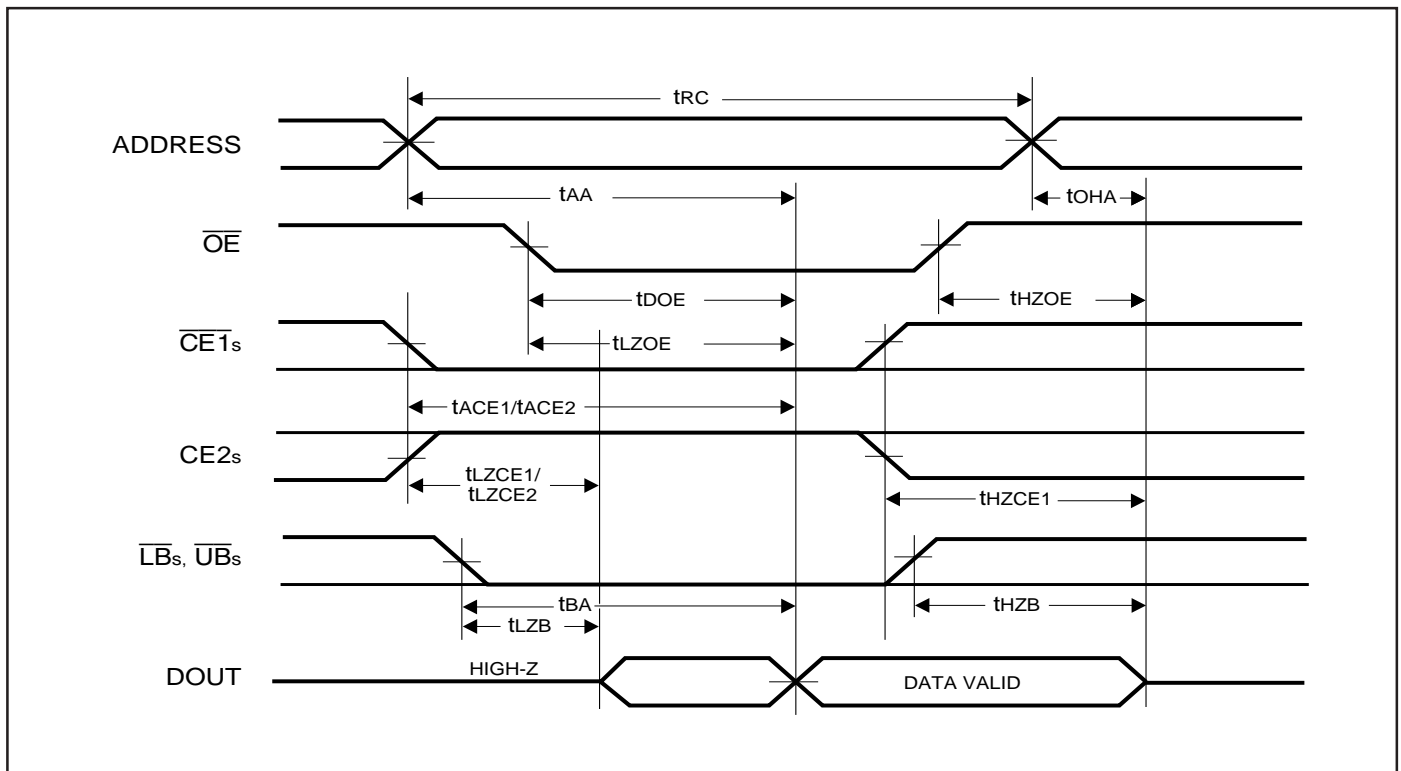 tRC
ADDRESS
tAA
tOHA
OE
tDOE
tHZOE
CE1s
tLZOE
tACE1/tACE2
CE2s
tLZCE1/
tLZCE2
tHZCE1
LBs, UBs
tBA
tHZB
tLZB
DOUT
HIGH-Z
DATA VALID